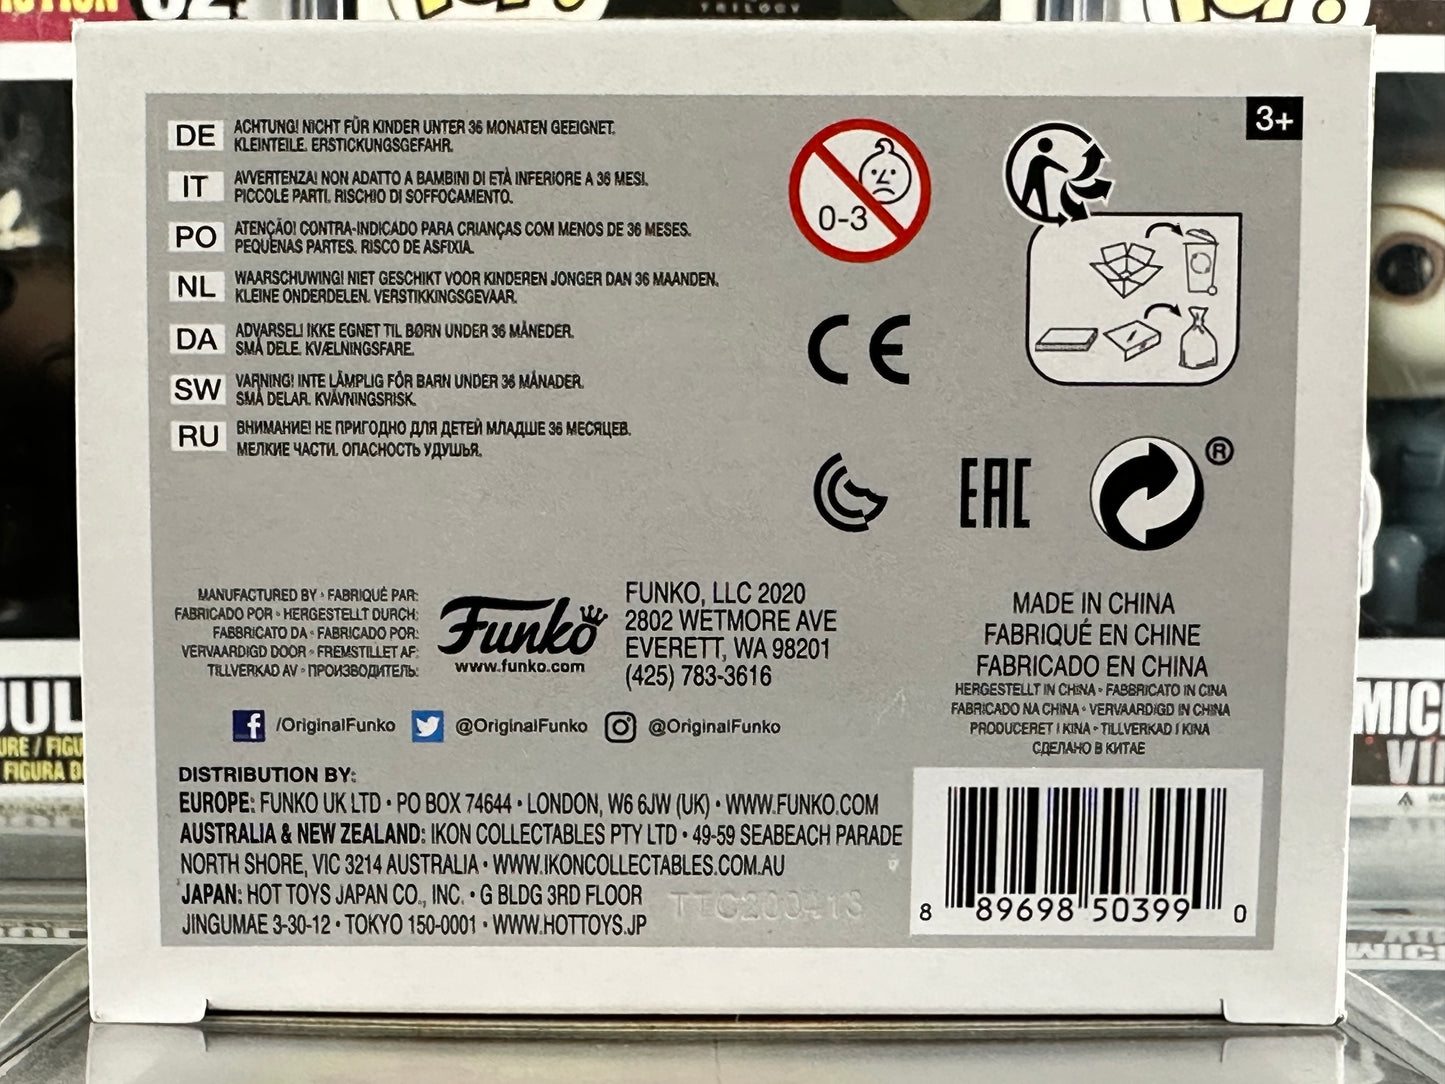 TRILOGY
3+
DE ACHTUNG! NICHT FÜR KINDER UNTER 36 MONATEN GEEIGNET.
KLEINTEILE. ERSTICKUNGSGEFAHR.
IT AVVERTENZA! NON ADATTO A BAMBINI DI ETÀ INFERIORE A 36 MESI.
PICCOLE PARTI. RISCHIO DI SOFFOCAMENTO.
PO ATENÇÃO! CONTRA-INDICADO PARA CRIANÇAS COM MENOS DE 36 MESES.
PEQUENAS PARTES. RISCO DE ASFIXIA.
NL WAARSCHUWING! NIET GESCHIKT VOOR KINDEREN JONGER DAN 36 MAANDEN.
KLEINE ONDERDELEN. VERSTIKKINGSGEVAAR.
DA ADVARSEL! IKKE EGNET TIL BØRN UNDER 36 MÅNEDER.
SMÅ DELE. KVÆLNINGSFARE.
SW VARNING! INTE LÄMPLIG FÖR BARN UNDER 36 MÅNADER.
SMÅ DELAR. KVÄVNINGSRISK.
RU ВНИМАНИЕ! НЕ ПРИГОДНО ДЛЯ ДЕТЕЙ МЛАДШЕ 36 МЕСЯЦЕВ.
МЕЛКИЕ ЧАСТИ. ОПАСНОСТЬ УДУШЬЯ.
0-3
CE
EAC
®
MANUFACTURED BY • FABRIQUÉ PAR:
FABRICADO POR • HERGESTELLT DURCH:
FABBRICATO DA • FABRICADO POR:
VERVAARDIGD DOOR • FREMSTILLET AF:
TILLVERKAD AV • ПРОИЗВОДИТЕЛЬ:
Funko
www.funko.com
FUNKO, LLC 2020
2802 WETMORE AVE
EVERETT, WA 98201
(425) 783-3616
MADE IN CHINA
FABRIQUÉ EN CHINE
FABRICADO EN CHINA
HERGESTELLT IN CHINA • FABBRICATO IN CINA
FABRICADO NA CHINA • VERVAARDIGD IN CHINA
PRODUCERET I KINA • TILLVERKAD I KINA
СДЕЛАНО В КИТАЕ
/OriginalFunko @OriginalFunko @OriginalFunko
DISTRIBUTION BY:
EUROPE: FUNKO UK LTD • PO BOX 74644 • LONDON, W6 6JW (UK) • WWW.FUNKO.COM
AUSTRALIA & NEW ZEALAND: IKON COLLECTABLES PTY LTD • 49-59 SEABEACH PARADE
NORTH SHORE, VIC 3214 AUSTRALIA • WWW.IKONCOLLECTABLES.COM.AU
JAPAN: HOT TOYS JAPAN CO., INC. • G BLDG 3RD FLOOR
JINGUMAE 3-30-12 • TOKYO 150-0001 • WWW.HOTTOYS.JP
8 89698 50399 0